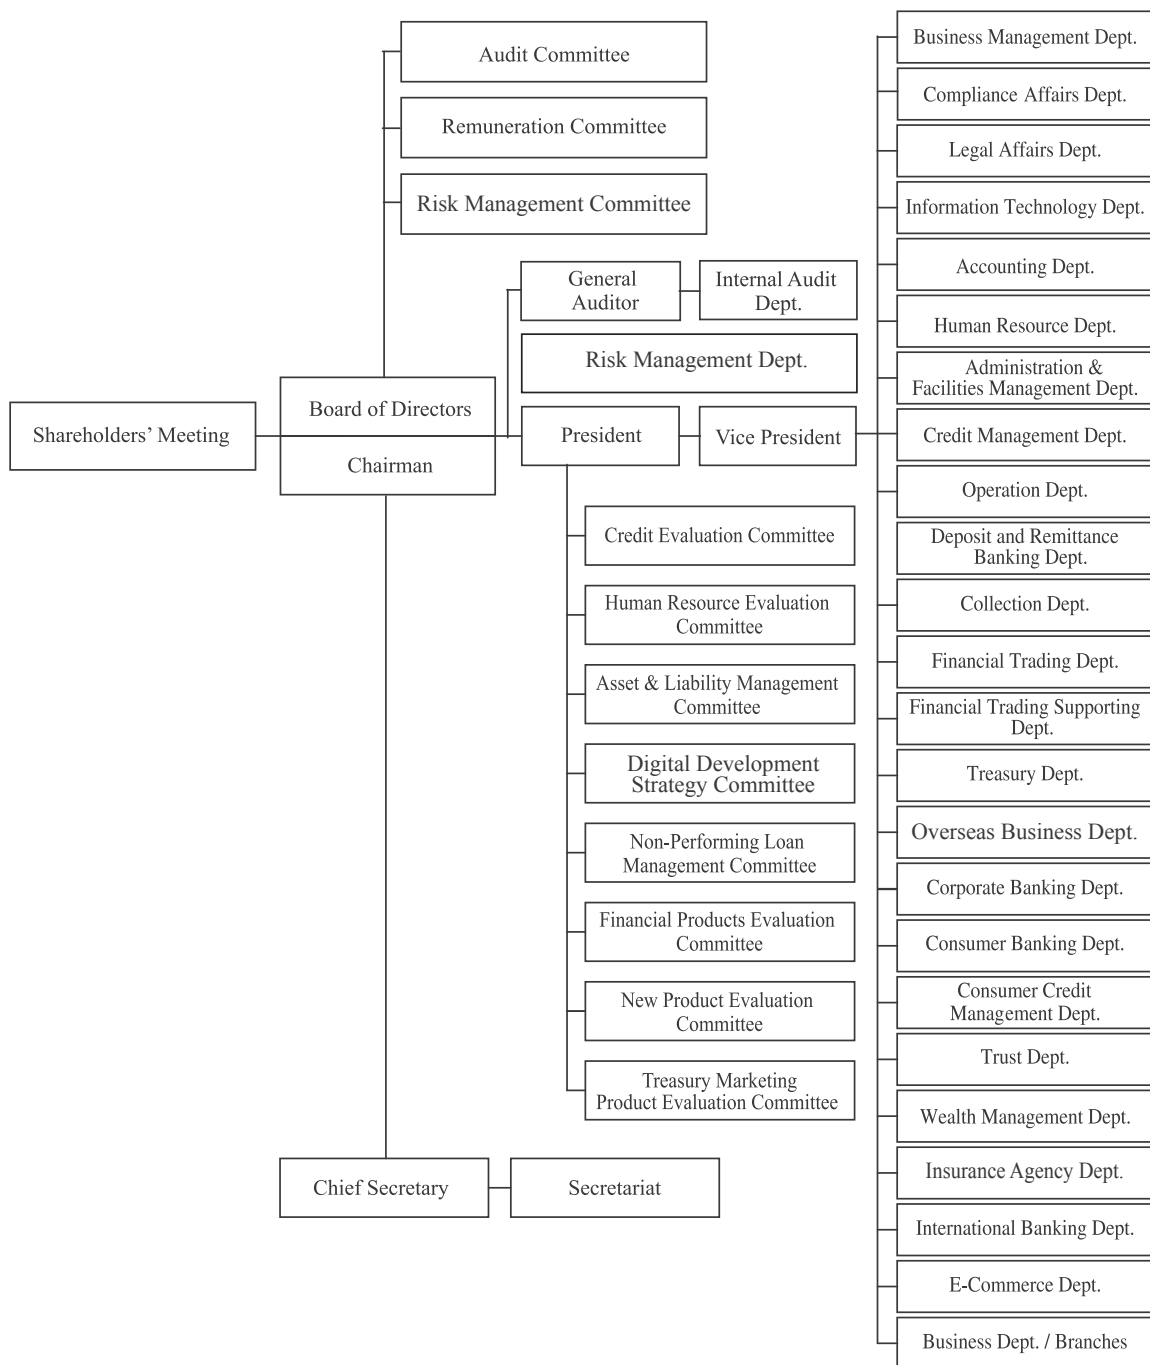 Audit Committee
Remuneration Committee
Risk Management Committee
General
Auditor
Internal Audit
Dept.
Risk Management Dept.
Shareholders’ Meeting
Board of Directors
Chairman
President
Vice President
Credit Evaluation Committee
Human Resource Evaluation
Committee
Asset & Liability Management
Committee
Digital Development
Strategy Committee
Non-Performing Loan
Management Committee
Financial Products Evaluation
Committee
New Product Evaluation
Committee
Treasury Marketing
Product Evaluation Committee
Chief Secretary
Secretariat
Business Management Dept.
Compliance Affairs Dept.
Legal Affairs Dept.
Information Technology Dept.
Accounting Dept.
Human Resource Dept.
Administration &
Facilities Management Dept.
Credit Management Dept.
Operation Dept.
Deposit and Remittance
Banking Dept.
Collection Dept.
Financial Trading Dept.
Financial Trading Supporting
Dept.
Treasury Dept.
Overseas Business Dept.
Corporate Banking Dept.
Consumer Banking Dept.
Consumer Credit
Management Dept.
Trust Dept.
Wealth Management Dept.
Insurance Agency Dept.
International Banking Dept.
E-Commerce Dept.
Business Dept. / Branches